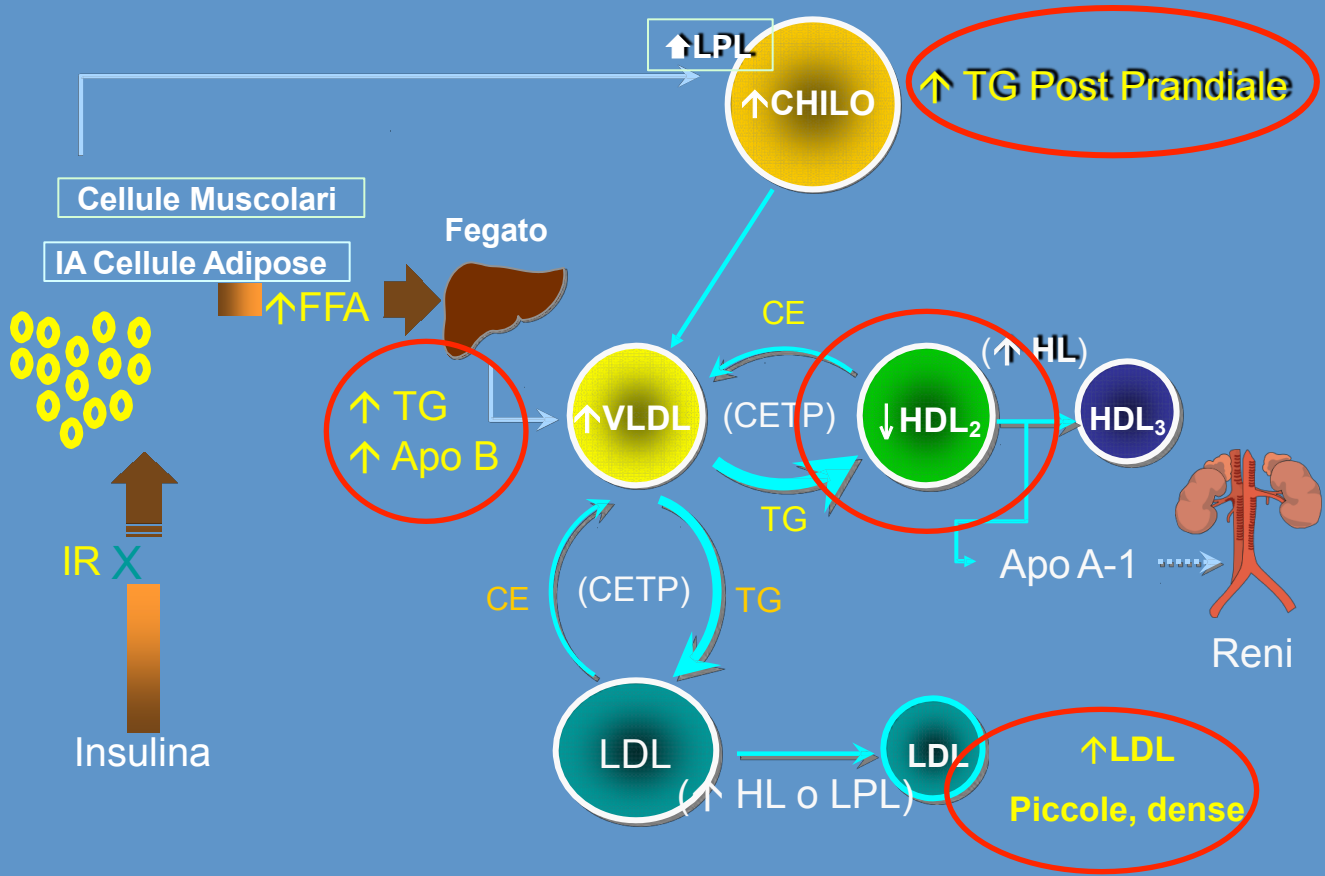 ↑LPL
↑CHILO
↑ TG Post Prandiale
Cellule Muscolari
IA Cellule Adipose
Fegato
↑FFA
↑ TG
↑ Apo B
↑VLDL
CE
(CETP)
TG
↓HDL₂
(↑ HL)
HDL₃
Apo A-1
Reni
IR X
Insulina
CE
(CETP)
TG
LDL
(↑ HL o LPL)
LDL
↑LDL
Piccole, dense